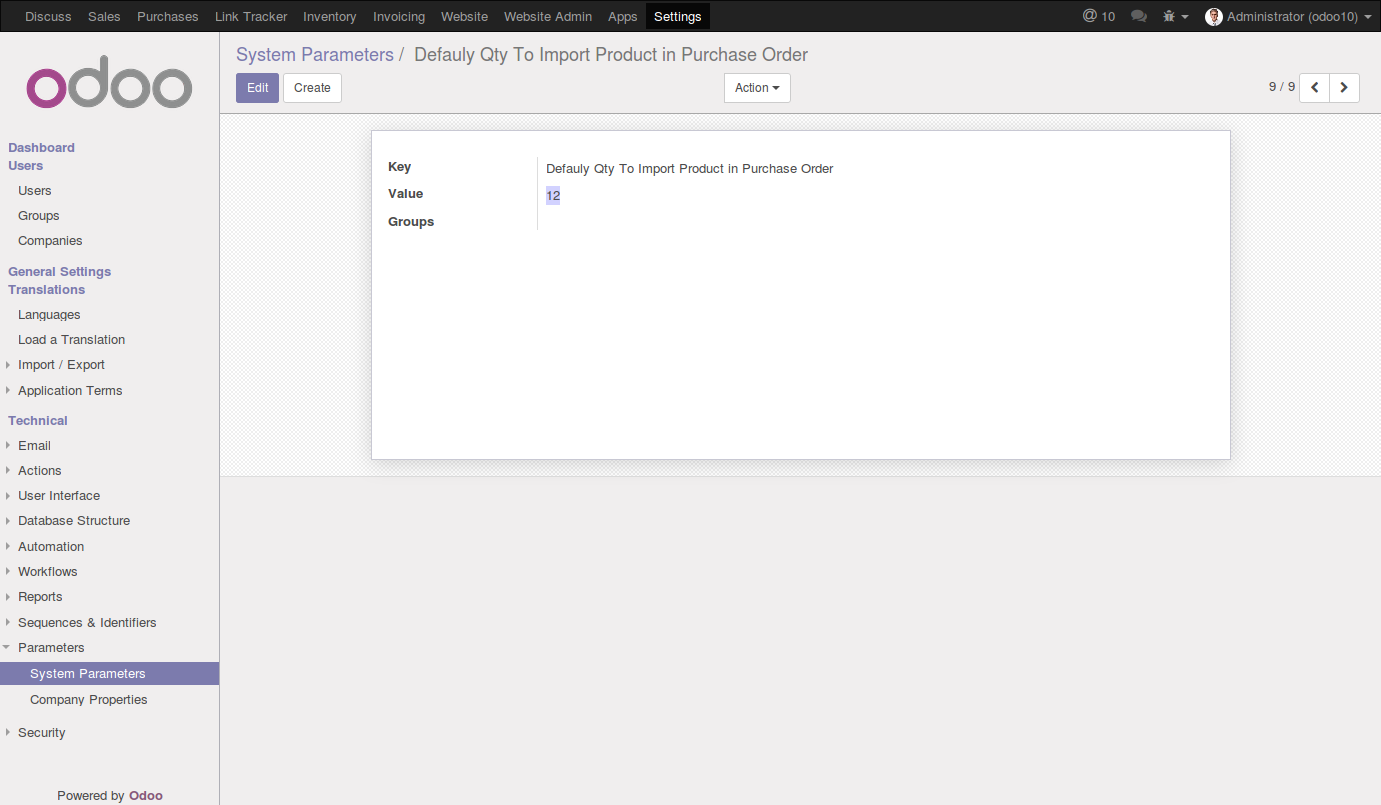 Discuss Sales Purchases Link Tracker Inventory Invoicing Website Website Admin Apps Settings @ 10 Administrator (odoo10)
odoo
System Parameters / Defauly Qty To Import Product in Purchase Order
Edit Create Action 9 / 9
Dashboard
Users
Users
Groups
Companies
General Settings
Translations
Languages
Load a Translation
Import / Export
Application Terms
Technical
Email
Actions
User Interface
Database Structure
Automation
Workflows
Reports
Sequences & Identifiers
Parameters
System Parameters
Company Properties
Security
Powered by Odoo
Key Defauly Qty To Import Product in Purchase Order
Value 12
Groups